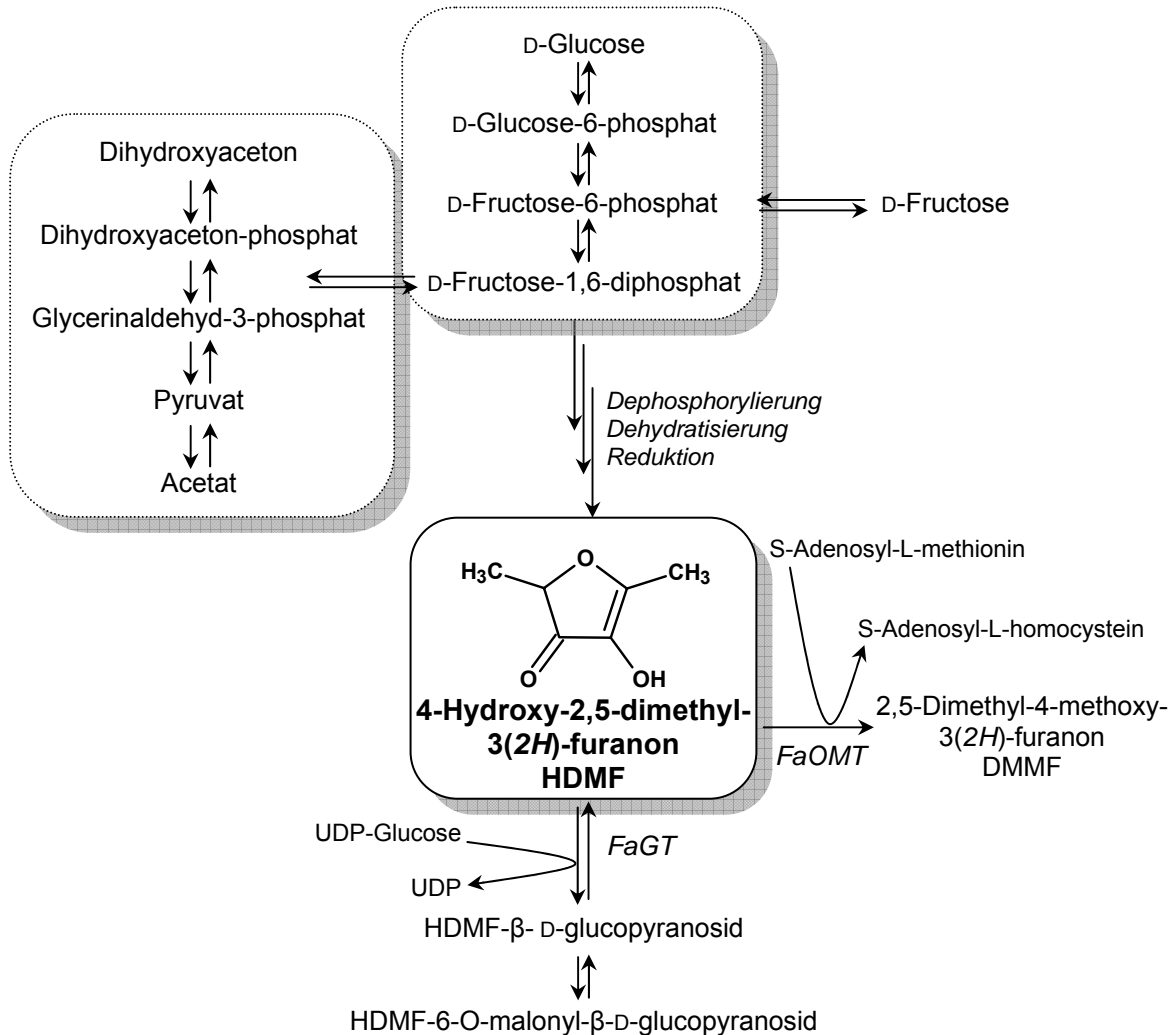 D-Glucose
D-Glucose-6-phosphat
D-Fructose-6-phosphat
D-Fructose-1,6-diphosphat
D-Fructose
Dihydroxyaceton
Dihydroxyaceton-phosphat
Glycerinaldehyd-3-phosphat
Pyruvat
Acetat
Dephosphorylierung
Dehydratisierung
Reduktion
H₃C
O
CH₃
O
OH
4-Hydroxy-2,5-dimethyl-
3(2H)-furanon
HDMF
S-Adenosyl-L-methionin
S-Adenosyl-L-homocystein
FaOMT
2,5-Dimethyl-4-methoxy-
3(2H)-furanon
DMMF
UDP-Glucose
UDP
FaGT
HDMF-β- D-glucopyranosid
HDMF-6-O-malonyl-β-D-glucopyranosid